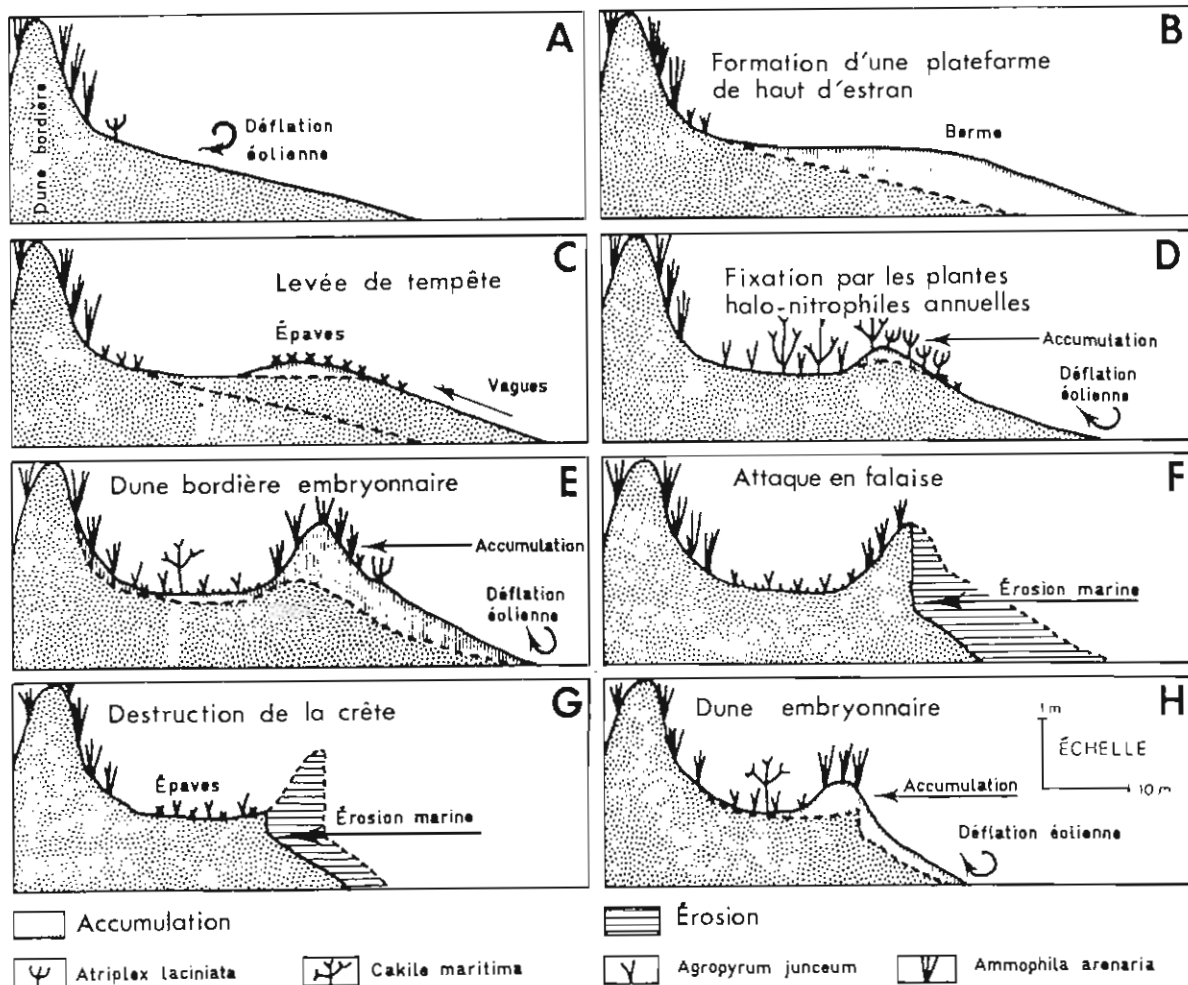 A
Dune bordière
Déflation
éolienne
B
Formation d'une platefarme
de haut d'estran
Berme
C
Levée de tempête
Épaves
Vagues
D
Fixation par les plantes
halo-nitrophiles annuelles
Accumulation
Déflation
éolienne
E
Dune bordière embryonnaire
Accumulation
Déflation
éolienne
F
Attaque en falaise
Érosion marine
G
Destruction de la crête
Épaves
Érosion marine
H
Dune embryonnaire
1m
ÉCHELLE
10 m
Accumulation
Déflation éolienne
Accumulation
Érosion
Atriplex laciniata
Cakile maritima
Agropyrum junceum
Ammophila arenaria